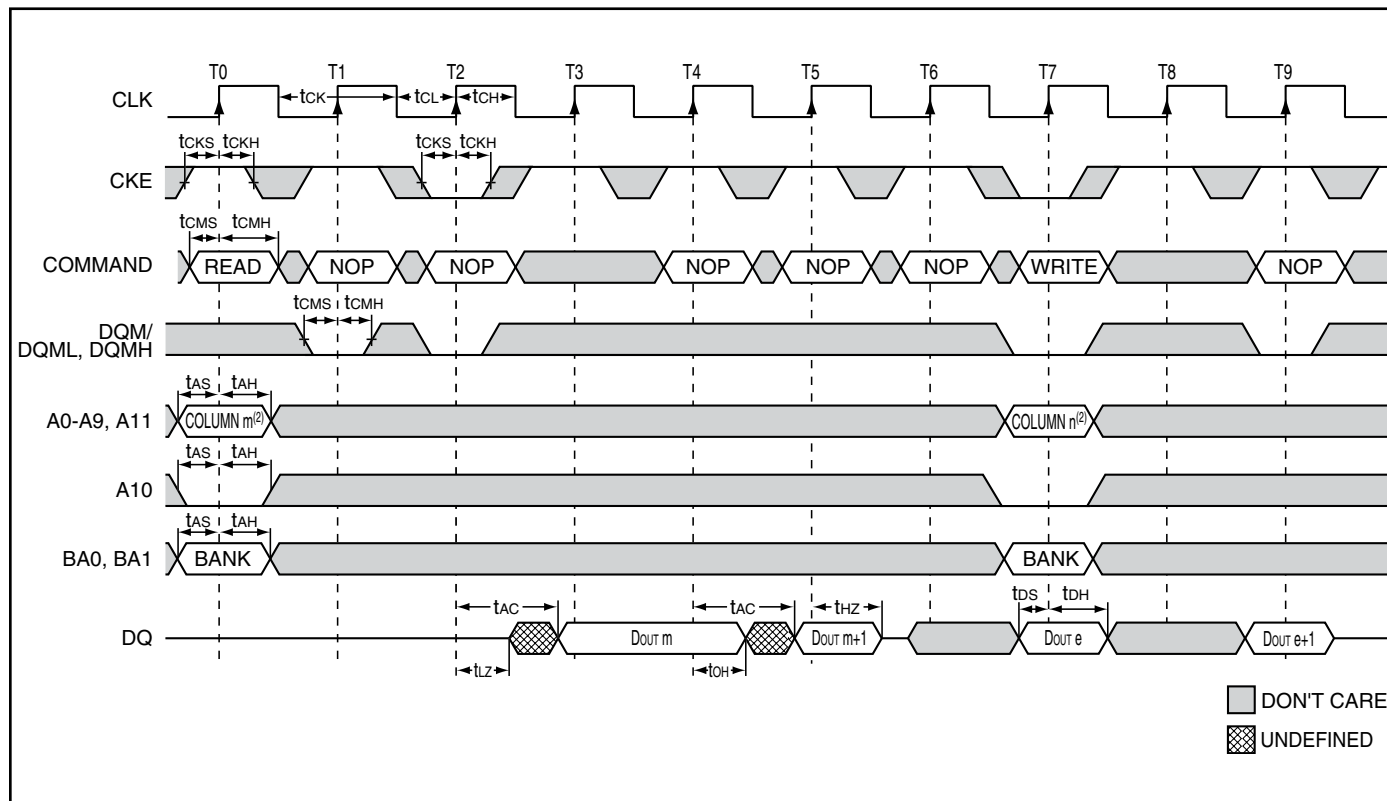 T0 T1 T2 T3 T4 T5 T6 T7 T8 T9
CLK tCK tCL tCH
tCKS tCKH tCKS tCKH
CKE
tCMS tCMH
COMMAND READ NOP NOP NOP NOP NOP WRITE NOP
tCMS tCMH
DQM/
DQML, DQMH
tAS tAH
A0-A9, A11 COLUMN m(2) COLUMN n(2)
tAS tAH
A10
tAS tAH
BA0, BA1 BANK BANK
tAC tAC tHZ tDS tDH
DQ DOUT m DOUT m+1 DOUT e DOUT e+1
tLZ tOH
DON'T CARE
UNDEFINED